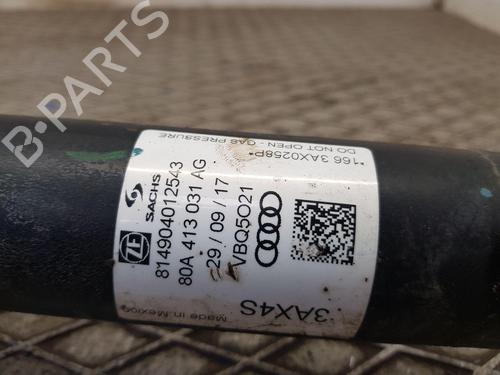 *166 3AX0258P*
DO NOT OPEN - GAS PRESSURE
ZF
SACHS
814904012543
80A 413 031 AG
29/09/17
VBQ5O21
3AX4S
Made in Mexico
B-PARTS